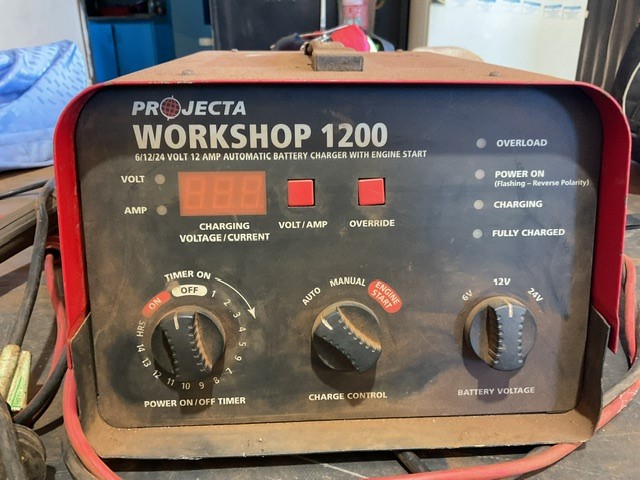 PROJECTA
WORKSHOP 1200
6/12/24 VOLT 12 AMP AUTOMATIC BATTERY CHARGER WITH ENGINE START
VOLT
AMP
CHARGING
VOLTAGE/CURRENT
VOLT/AMP
OVERRIDE
OVERLOAD
POWER ON
(Flashing – Reverse Polarity)
CHARGING
FULLY CHARGED
TIMER ON
ON OFF 1 2 3 4 5 6 7 8 9 10 11 12 13 14 HRS
POWER ON/OFF TIMER
AUTO MANUAL ENGINE START
CHARGE CONTROL
6V 12V 24V
BATTERY VOLTAGE